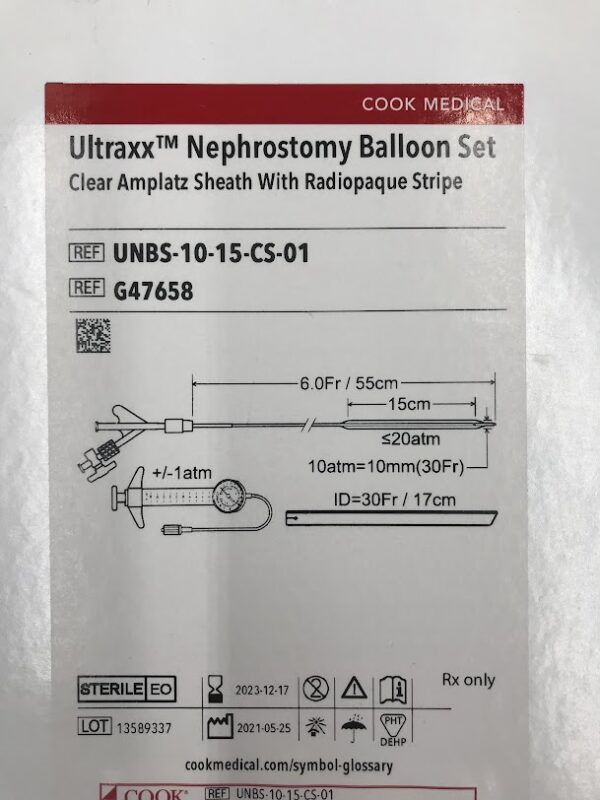 COOK MEDICAL
Ultraxx™ Nephrostomy Balloon Set
Clear Amplatz Sheath With Radiopaque Stripe
REF UNBS-10-15-CS-01
REF G47658
6.0Fr / 55cm
15cm
≤20atm
10atm=10mm(30Fr)
+/-1atm
ID=30Fr / 17cm
STERILE EO 2023-12-17 Rx only
LOT 13589337 2021-05-25 PHT
DEHP
cookmedical.com/symbol-glossary
COOK® REF UNBS-10-15-CS-01